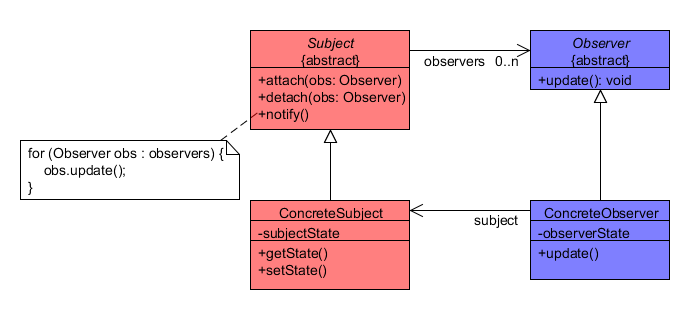 Subject
{abstract}
+attach(obs: Observer)
+detach(obs: Observer)
+notify()
observers 0..n
Observer
{abstract}
+update(): void
for (Observer obs : observers) {
obs.update();
}
ConcreteSubject
-subjectState
+getState()
+setState()
subject
ConcreteObserver
-observerState
+update()